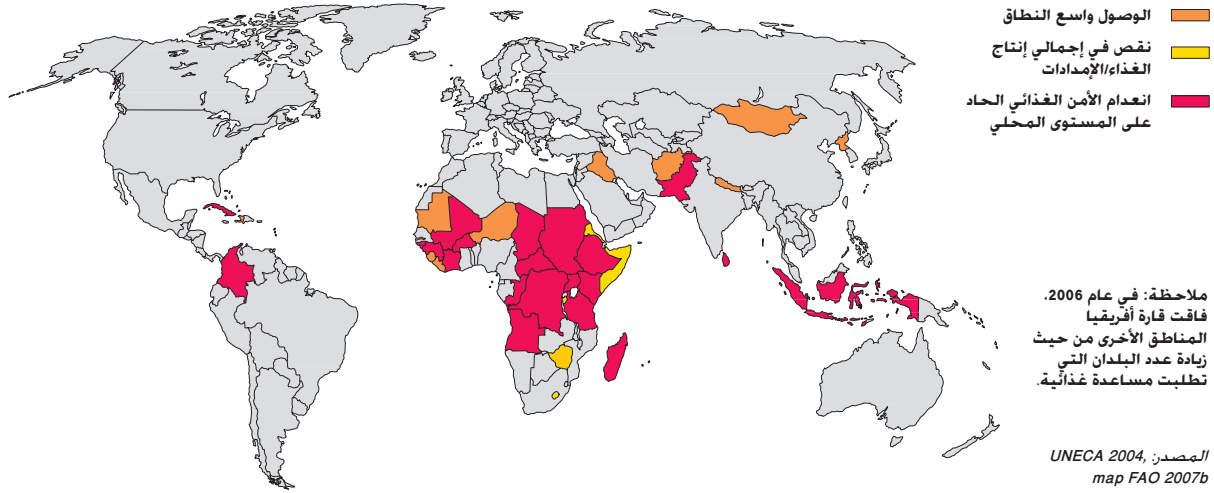 الوصول واسع النطاق
نقص في إجمالي إنتاج
الغذاء/الإمدادات
انعدام الأمن الغذائي الحاد
على المستوى المحلي
ملاحظة: في عام 2006،
فاقت قارة أفريقيا
المناطق الأخرى من حيث
زيادة عدد البلدان التي
تطلبت مساعدة غذائية.
المصدر: UNECA 2004,
map FAO 2007b